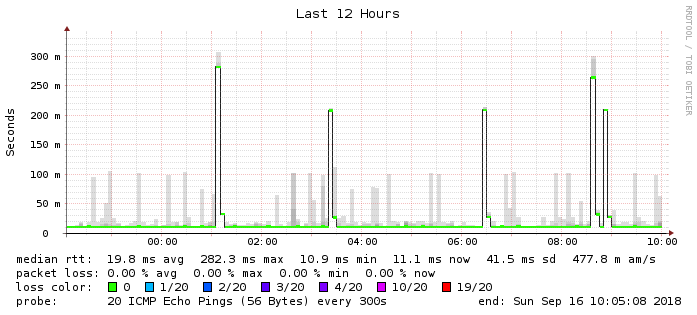 Last 12 Hours
RRDTOOL / TOBI OETIKER
Seconds
300 m
250 m
200 m
150 m
100 m
50 m
0
00:00 02:00 04:00 06:00 08:00 10:00
median rtt: 19.8 ms avg 282.3 ms max 10.9 ms min 11.1 ms now 41.5 ms sd 477.8 m am/s
packet loss: 0.00 % avg 0.00 % max 0.00 % min 0.00 % now
loss color: 0 1/20 2/20 3/20 4/20 10/20 19/20
probe: 20 ICMP Echo Pings (56 Bytes) every 300s end: Sun Sep 16 10:05:08 2018